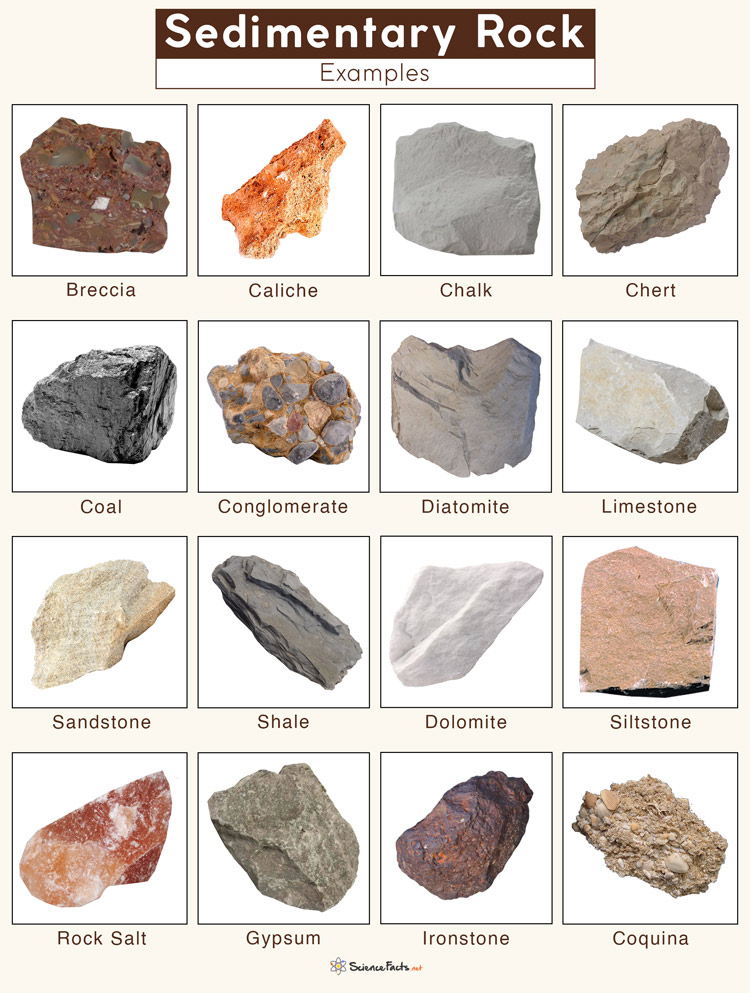 Sedimentary Rock
Examples
Breccia
Caliche
Chalk
Chert
Coal
Conglomerate
Diatomite
Limestone
Sandstone
Shale
Dolomite
Siltstone
Rock Salt
Gypsum
Ironstone
Coquina
ScienceFacts.net